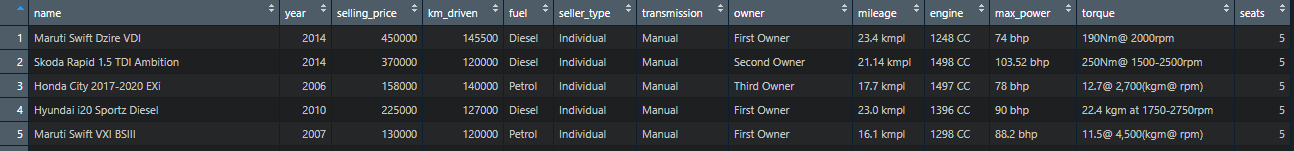 name year selling_price km_driven fuel seller_type transmission owner mileage engine max_power torque seats
1 Maruti Swift Dzire VDI 2014 450000 145500 Diesel Individual Manual First Owner 23.4 kmpl 1248 CC 74 bhp 190Nm@ 2000rpm 5
2 Skoda Rapid 1.5 TDI Ambition 2014 370000 120000 Diesel Individual Manual Second Owner 21.14 kmpl 1498 CC 103.52 bhp 250Nm@ 1500-2500rpm 5
3 Honda City 2017-2020 EXi 2006 158000 140000 Petrol Individual Manual Third Owner 17.7 kmpl 1497 CC 78 bhp 12.7@ 2,700(kgm@ rpm) 5
4 Hyundai i20 Sportz Diesel 2010 225000 127000 Diesel Individual Manual First Owner 23.0 kmpl 1396 CC 90 bhp 22.4 kgm at 1750-2750rpm 5
5 Maruti Swift VXI BSIII 2007 130000 120000 Petrol Individual Manual First Owner 16.1 kmpl 1298 CC 88.2 bhp 11.5@ 4,500(kgm@ rpm) 5